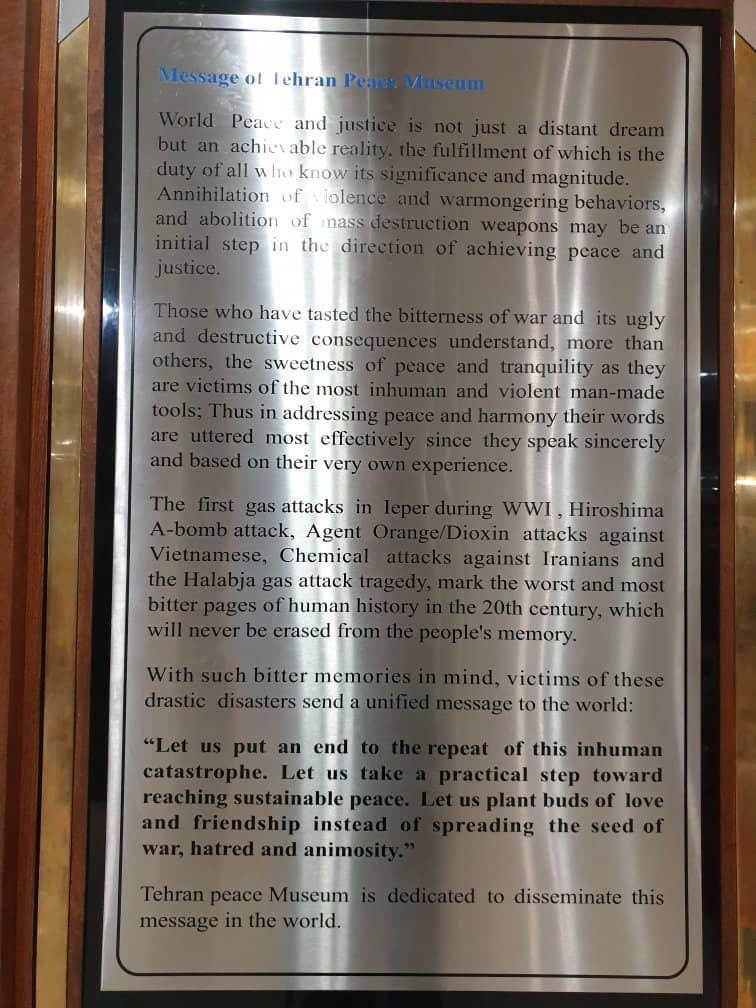 Message of Tehran Peace Museum
World Peace and justice is not just a distant dream
but an achievable reality, the fulfillment of which is the
duty of all who know its significance and magnitude.
Annihilation of violence and warmongering behaviors,
and abolition of mass destruction weapons may be an
initial step in the direction of achieving peace and
justice.
Those who have tasted the bitterness of war and its ugly
and destructive consequences understand, more than
others, the sweetness of peace and tranquility as they
are victims of the most inhuman and violent man-made
tools; Thus in addressing peace and harmony their words
are uttered most effectively since they speak sincerely
and based on their very own experience.
The first gas attacks in Ieper during WWI , Hiroshima
A-bomb attack, Agent Orange/Dioxin attacks against
Vietnamese, Chemical attacks against Iranians and
the Halabja gas attack tragedy, mark the worst and most
bitter pages of human history in the 20th century, which
will never be erased from the people's memory.
With such bitter memories in mind, victims of these
drastic disasters send a unified message to the world:
“Let us put an end to the repeat of this inhuman
catastrophe. Let us take a practical step toward
reaching sustainable peace. Let us plant buds of love
and friendship instead of spreading the seed of
war, hatred and animosity.”
Tehran peace Museum is dedicated to disseminate this
message in the world.